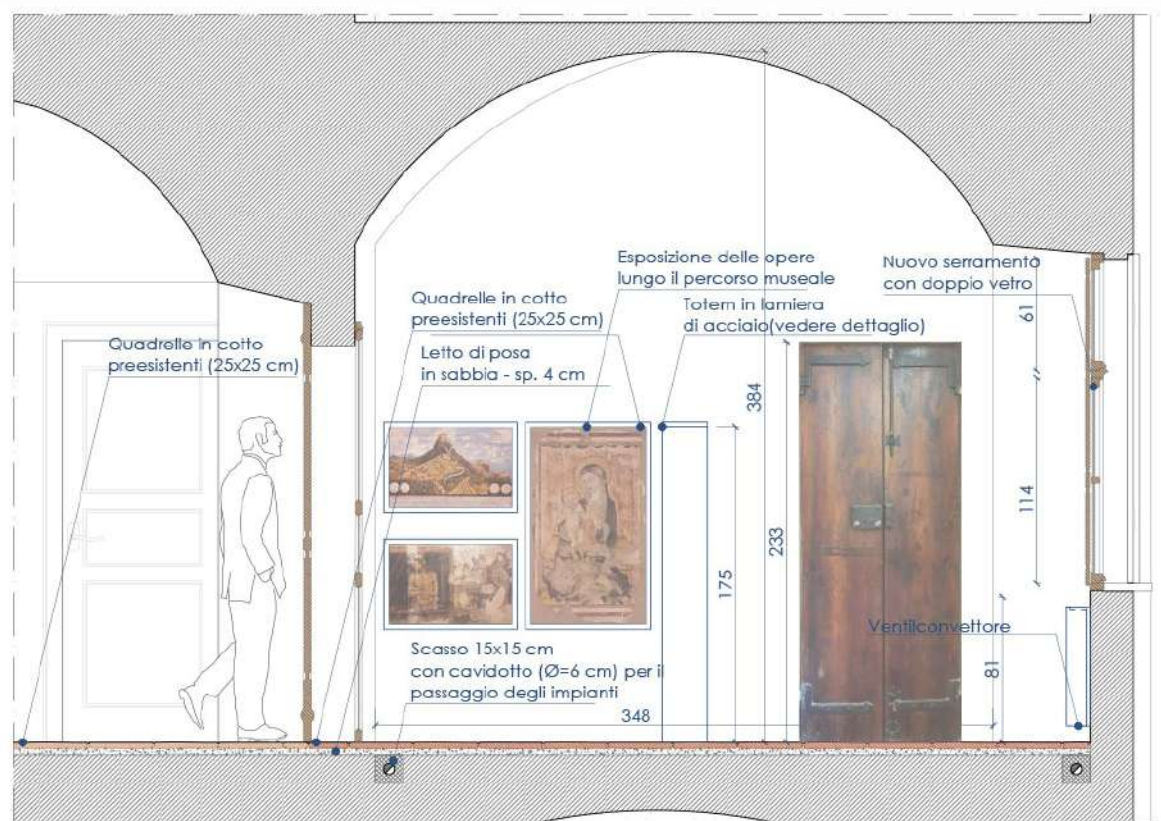 Esposizione delle opere
lungo il percorso museale
Nuovo serramento
con doppio vetro
Quadrelle in cotto
preesistenti (25x25 cm)
Totem in lamiera
di acciaio(vedere dettaglio)
61
Quadrelle in cotto
preesistenti (25x25 cm)
Letto di posa
in sabbia - sp. 4 cm
384
114
233
175
Ventilconvettore
Scasso 15x15 cm
con cavidotto (Ø=6 cm) per il
passaggio degli impianti
81
348